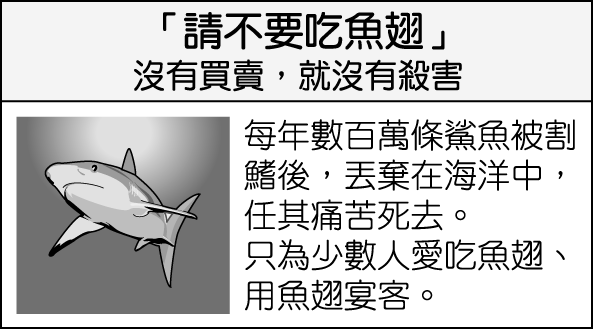 「請不要吃魚翅」
沒有買賣，就沒有殺害
每年數百萬條鯊魚被割
鰭後，丟棄在海洋中，
任其痛苦死去。
只為少數人愛吃魚翅、
用魚翅宴客。